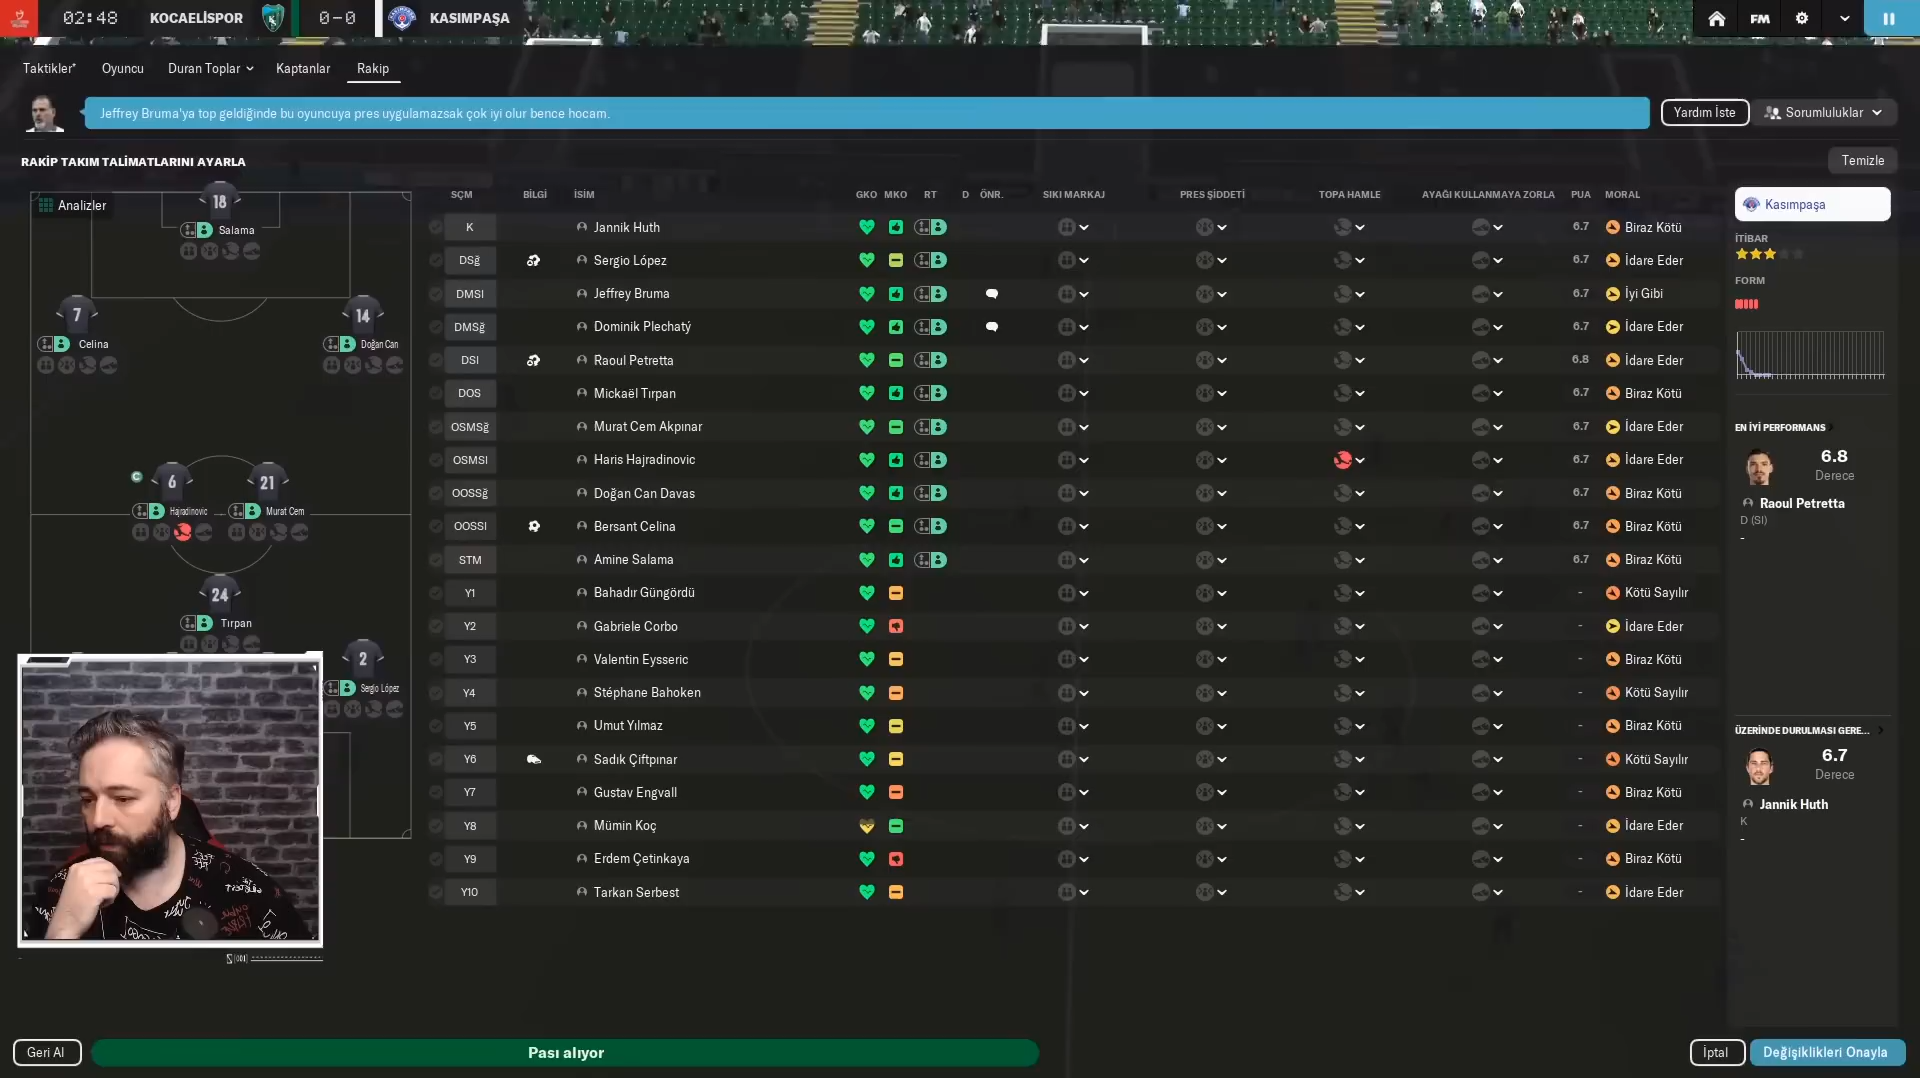 02:48 KOCAELİSPOR 0-0 KASIMPAŞA FM
Taktikler* Oyuncu Duran Toplar Kaptanlar Rakip
Jeffrey Bruma'ya top geldiğinde bu oyuncuya pres uygulamazsak çok iyi olur bence hocam.
Yardım İste Sorumluluklar
RAKİP TAKIM TALİMATLARINI AYARLA
Temizle
Analizler
18
Salama
7
Celina
14
Doğan Can
C
6
Hajradinovic
21
Murat Cem
24
Tırpan
2
Sergio López
SÇM BİLGİ İSİM GKO MKO RT D ÖNR. SIKI MARKAJ PRES ŞİDDETİ TOPA HAMLE AYAĞI KULLANMAYA ZORLA PUA MORAL
K Jannik Huth 6.7 Biraz Kötü
DSğ Sergio López 6.7 İdare Eder
DMSl Jeffrey Bruma 6.7 İyi Gibi
DMSğ Dominik Plechatý 6.7 İdare Eder
DSl Raoul Petretta 6.8 İdare Eder
DOS Mickaël Tırpan 6.7 Biraz Kötü
OSMSğ Murat Cem Akpınar 6.7 İdare Eder
OSMSl Haris Hajradinovic 6.7 İdare Eder
OOSSğ Doğan Can Davas 6.7 Biraz Kötü
OOSSl Bersant Celina 6.7 Biraz Kötü
STM Amine Salama 6.7 Biraz Kötü
Y1 Bahadır Güngördü - Kötü Sayılır
Y2 Gabriele Corbo - İdare Eder
Y3 Valentin Eysseric - Biraz Kötü
Y4 Stéphane Bahoken - Kötü Sayılır
Y5 Umut Yılmaz - Biraz Kötü
Y6 Sadık Çiftpınar - Kötü Sayılır
Y7 Gustav Engvall - Biraz Kötü
Y8 Mümin Koç - İdare Eder
Y9 Erdem Çetinkaya - Biraz Kötü
Y10 Tarkan Serbest - İdare Eder
Kasımpaşa
İTİBAR
FORM
EN İYİ PERFORMANS
6.8
Derece
Raoul Petretta
D (Sl)
-
ÜZERİNDE DURULMASI GERE...
6.7
Derece
Jannik Huth
K
-
Geri Al
Pası alıyor
İptal
Değişiklikleri Onayla